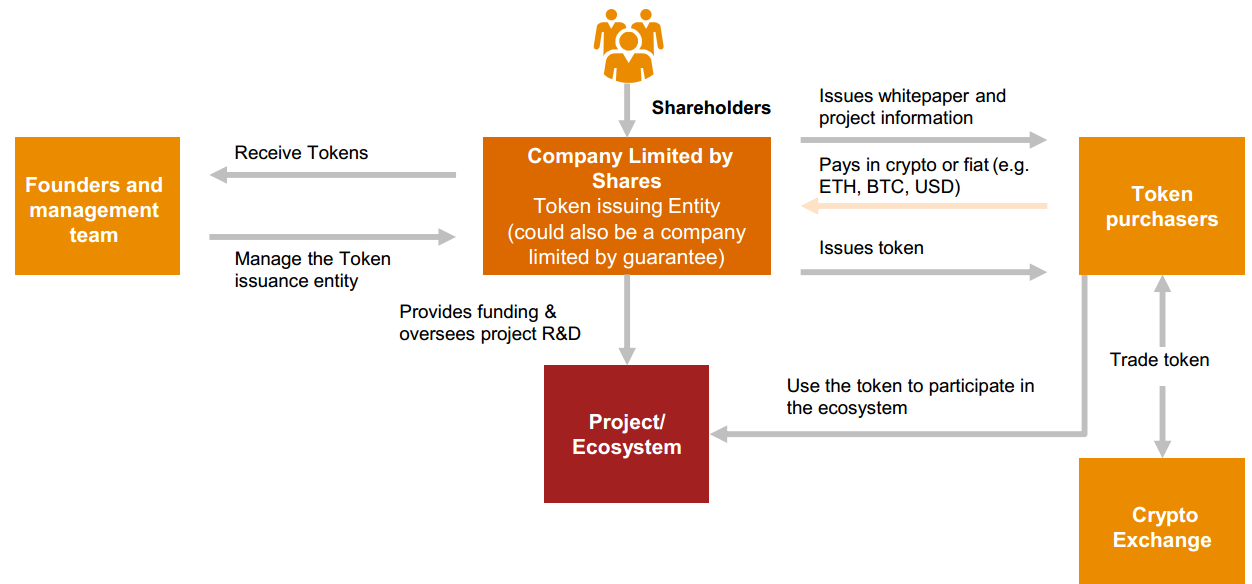 Shareholders
Founders and
management
team
Receive Tokens
Manage the Token
issuance entity
Company Limited by
Shares
Token issuing Entity
(could also be a company
limited by guarantee)
Issues whitepaper and
project information
Pays in crypto or fiat (e.g.
ETH, BTC, USD)
Issues token
Token
purchasers
Provides funding &
oversees project R&D
Project/
Ecosystem
Use the token to participate in
the ecosystem
Trade token
Crypto
Exchange